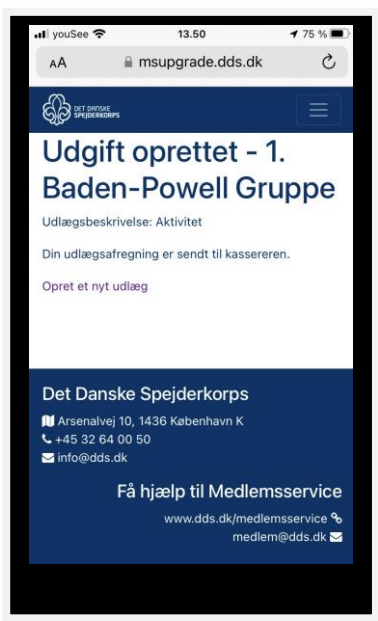 youSee 13.50 75 %
AA msupgrade.dds.dk
DET DANSKE
SPEJDERKORPS
Udgift oprettet - 1.
Baden-Powell Gruppe
Udlægsbeskrivelse: Aktivitet
Din udlægsafregning er sendt til kassereren.
Opret et nyt udlæg
Det Danske Spejderkorps
Arsenalvej 10, 1436 København K
+45 32 64 00 50
info@dds.dk
Få hjælp til Medlemsservice
www.dds.dk/medlemsservice
medlem@dds.dk